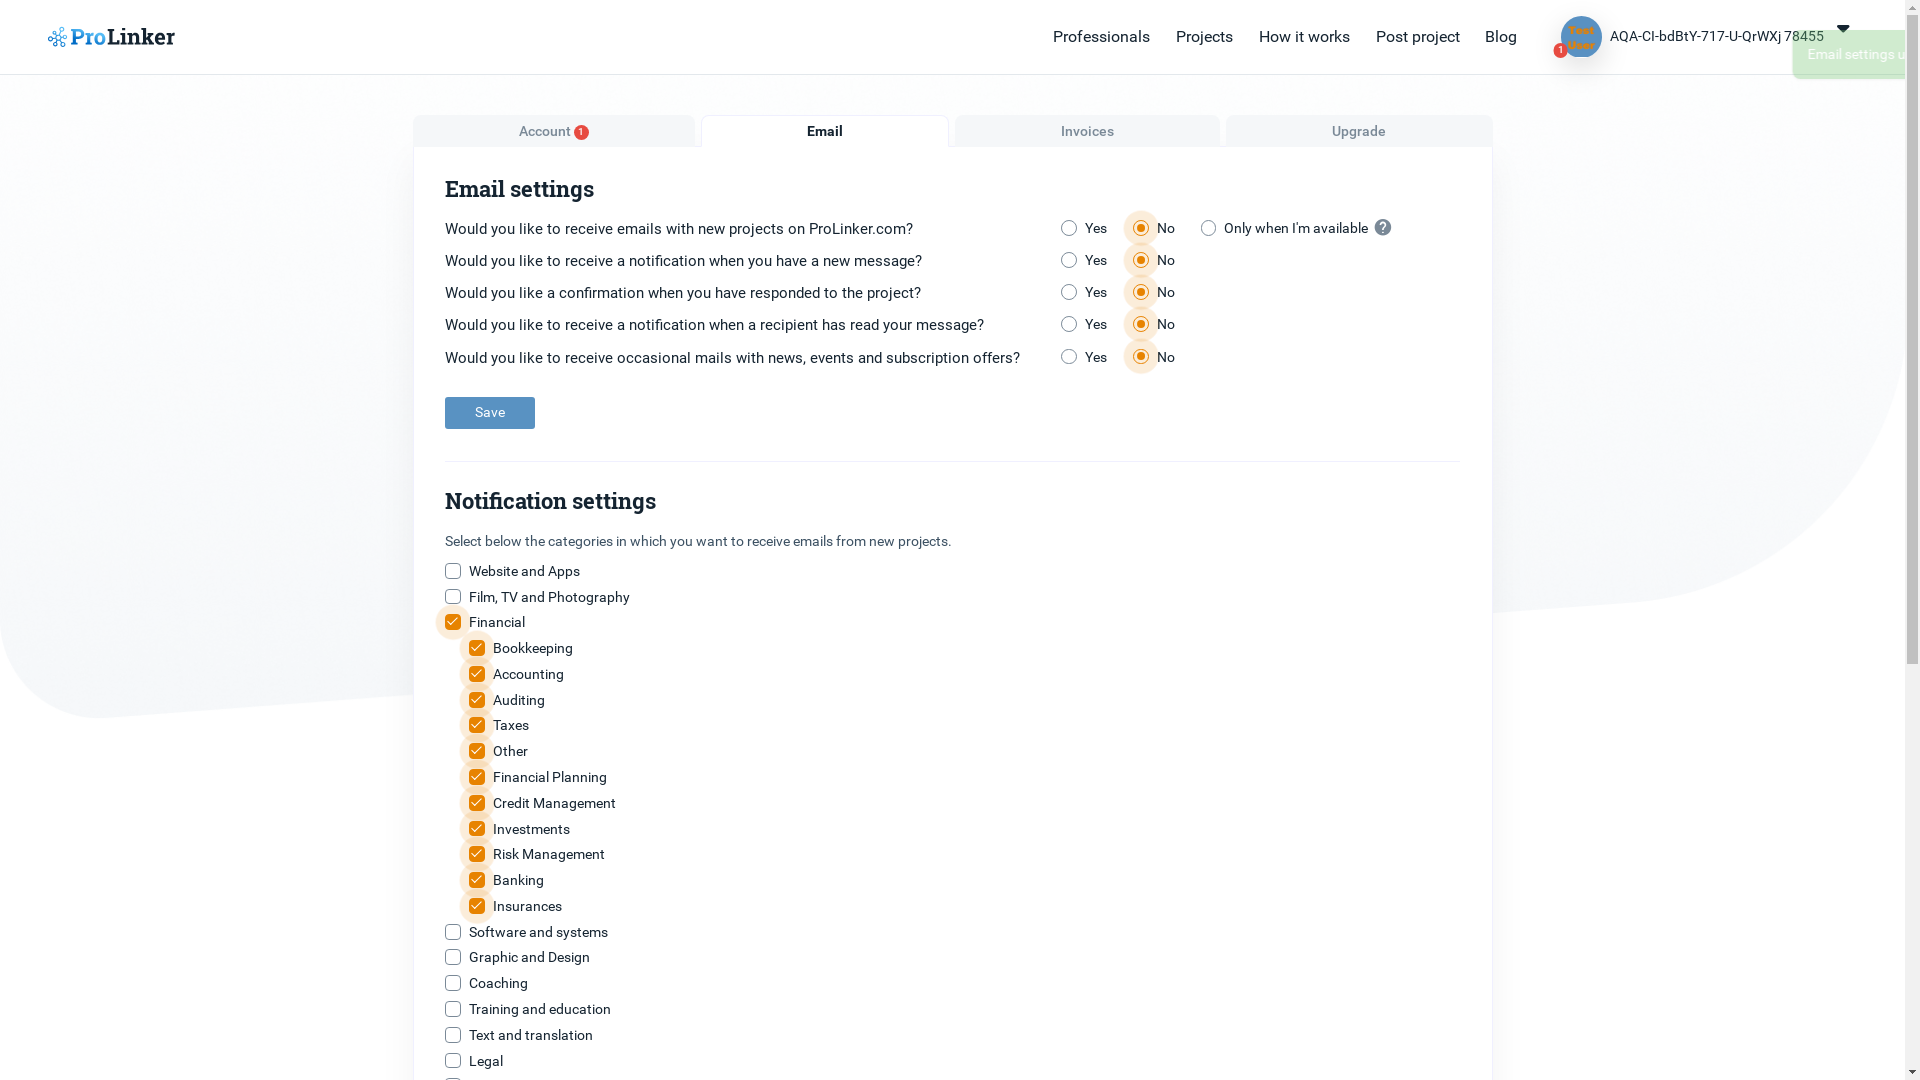 ProLinker
Professionals
Projects
How it works
Post project
Blog
Test
User
1
AQA-CI-bdBtY-717-U-QrWXj 78455
Email settings u
Account 1
Email
Invoices
Upgrade
Email settings
Would you like to receive emails with new projects on ProLinker.com? Yes No Only when I'm available ?
Would you like to receive a notification when you have a new message? Yes No
Would you like a confirmation when you have responded to the project? Yes No
Would you like to receive a notification when a recipient has read your message? Yes No
Would you like to receive occasional mails with news, events and subscription offers? Yes No
Save
Notification settings
Select below the categories in which you want to receive emails from new projects.
Website and Apps
Film, TV and Photography
Financial
Bookkeeping
Accounting
Auditing
Taxes
Other
Financial Planning
Credit Management
Investments
Risk Management
Banking
Insurances
Software and systems
Graphic and Design
Coaching
Training and education
Text and translation
Legal